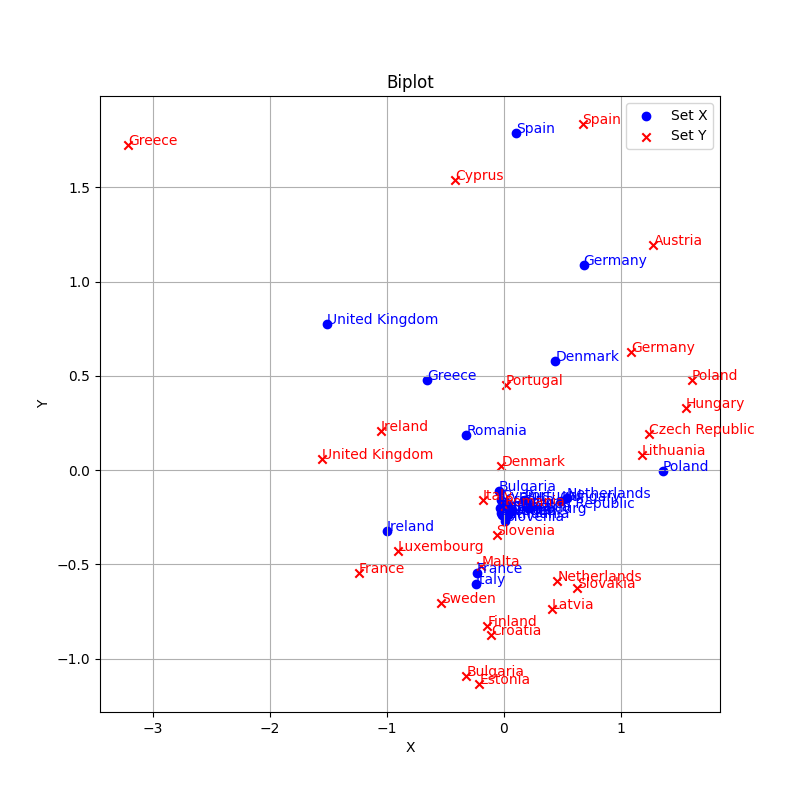 Biplot
Set X
Set Y
Spain
Spain
Greece
Cyprus
Austria
Germany
United Kingdom
Germany
Denmark
Greece
Portugal
Poland
Hungary
Ireland
Romania
Czech Republic
Lithuania
United Kingdom
Denmark
Poland
Bulgaria
Netherlands
Republic
Slovenia
Ireland
Slovenia
Luxembourg
Malta
France
France
Italy
Netherlands
Slovakia
Sweden
Latvia
Finland
Croatia
Bulgaria
Estonia
1.5
1.0
0.5
0.0
−0.5
−1.0
−3
−2
−1
0
1
X
Y